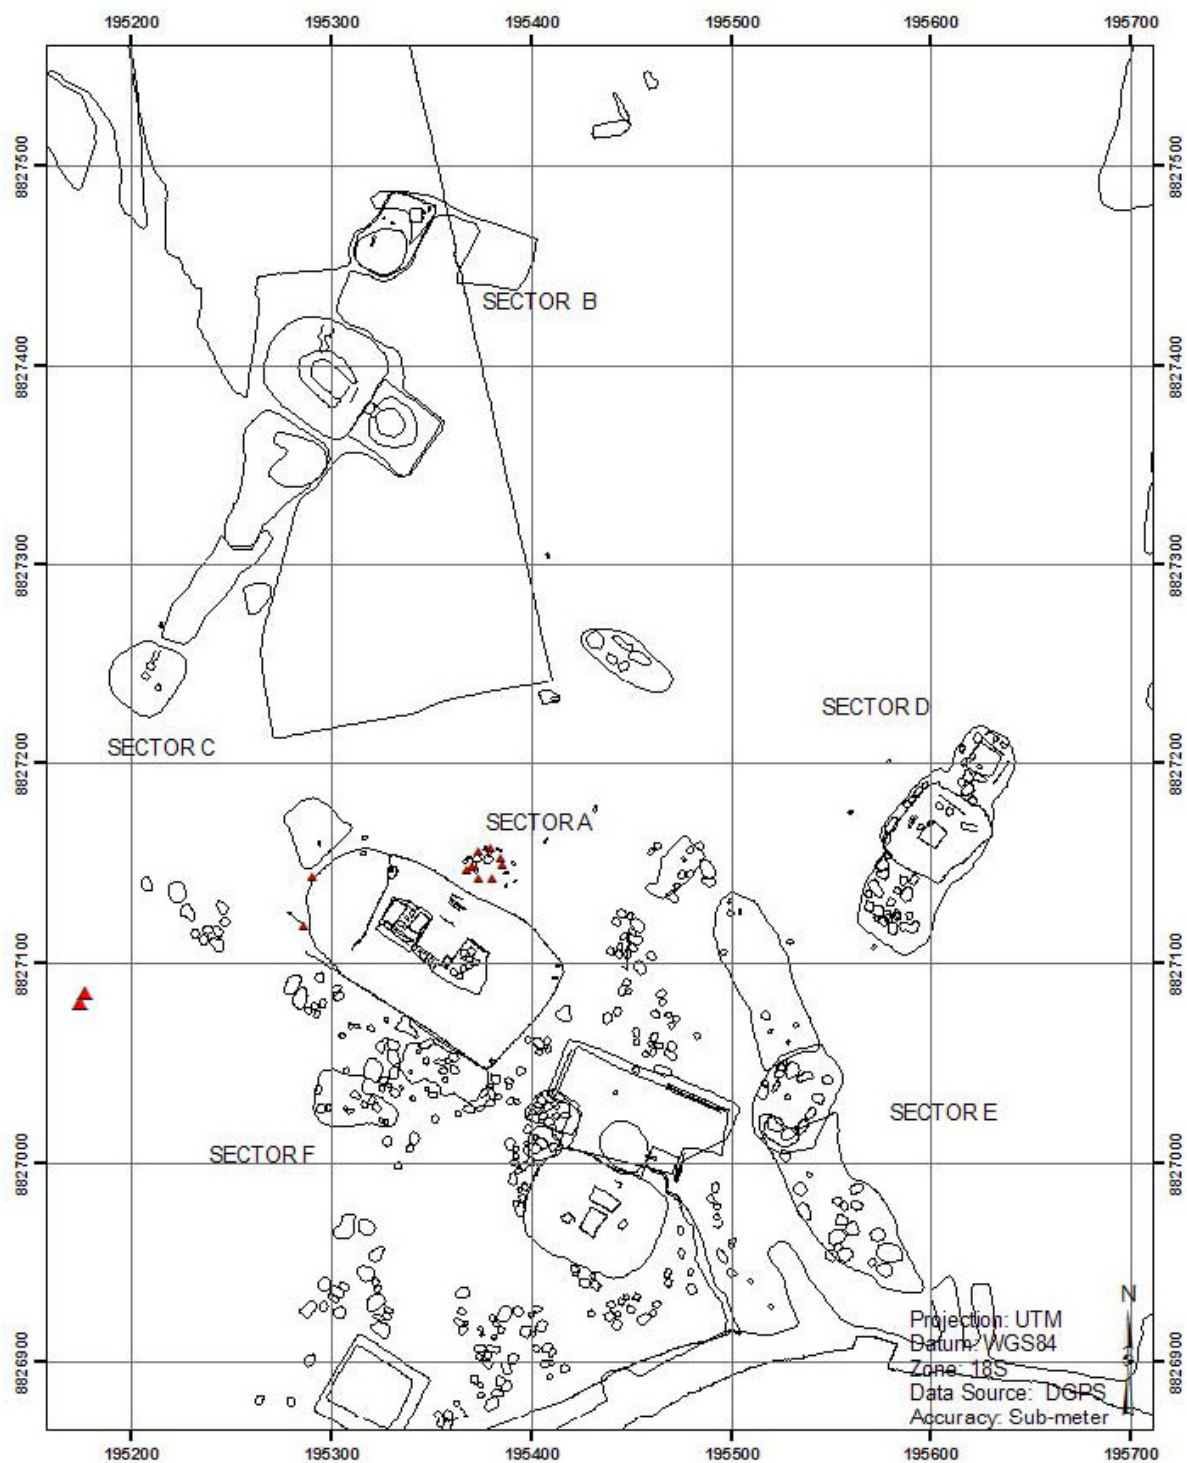 195200 195300 195400 195500 195600 195700
8827500 8827500
SECTOR B
8827400 8827400
8827300 8827300
SECTOR D
SECTOR C
8827200 8827200
SECTOR A
8827100 8827100
SECTOR E
SECTOR F
8827000 8827000
N
Projection: UTM
Datum: WGS84
8826900 8826900
Zone: 18S
Data Source: DGPS
Accuracy: Sub-meter
195200 195300 195400 195500 195600 195700